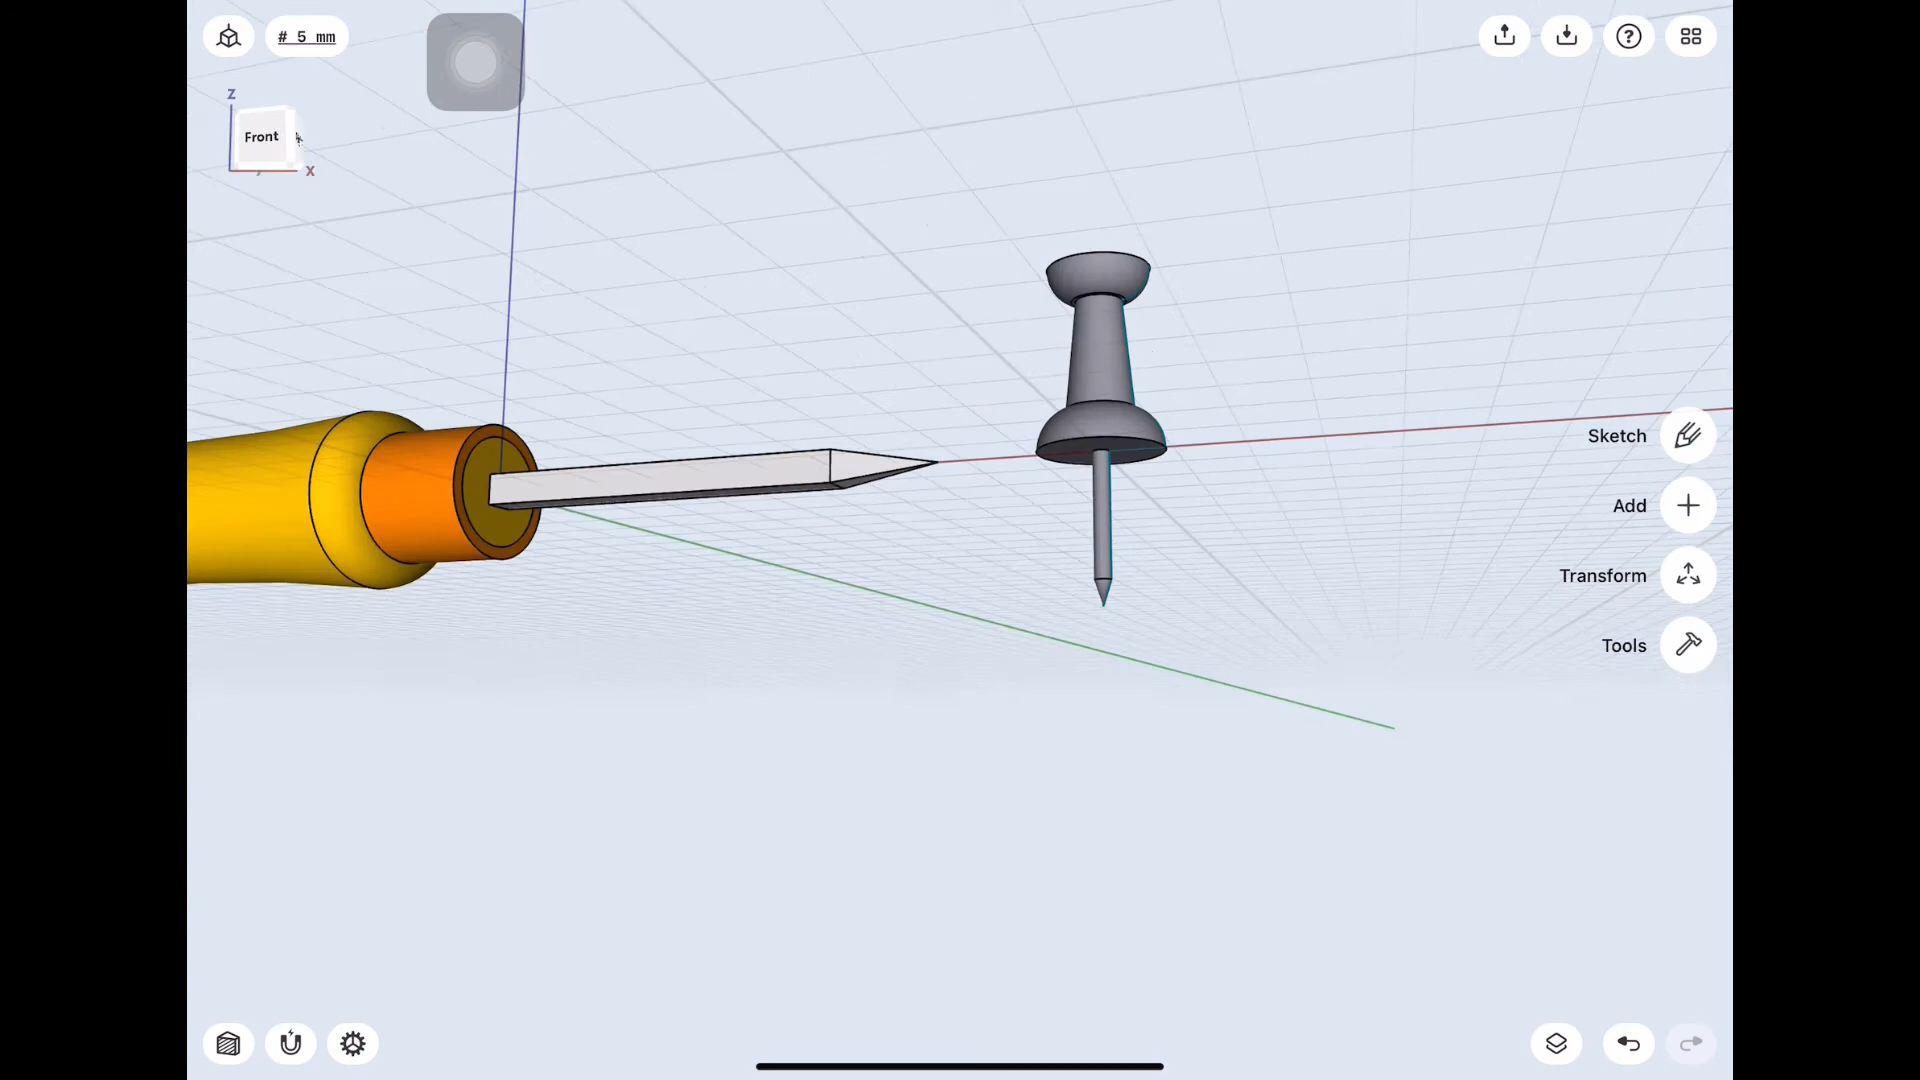 # 5 mm
Z
Front
X
Sketch
Add
Transform
Tools